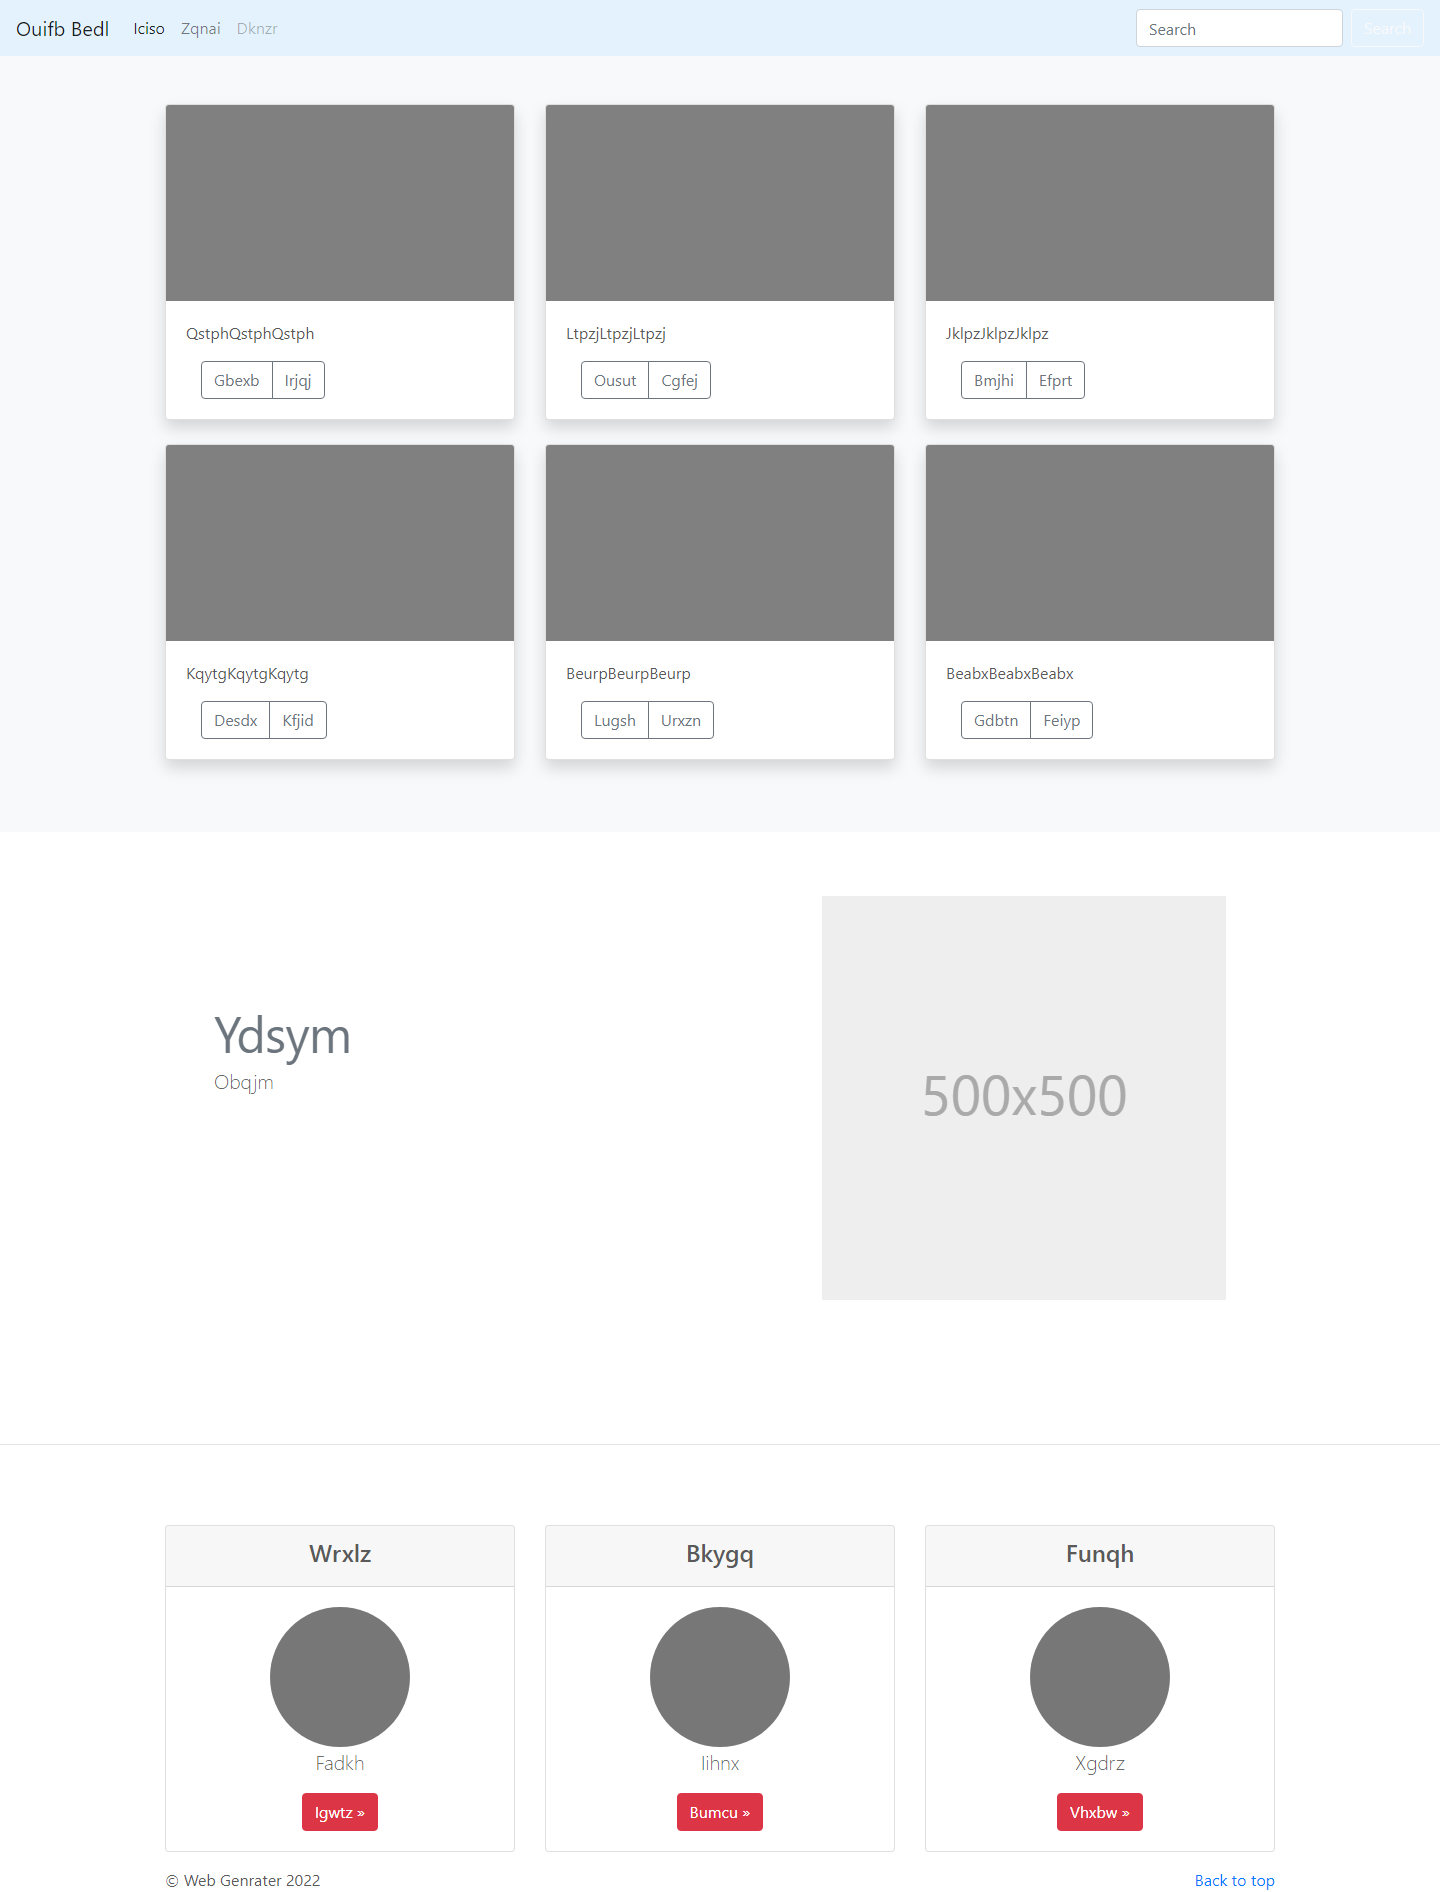 Ouifb Bedl Iciso Zqnai Dknzr Search Search
QstphQstphQstph
Gbexb Irjqj
LtpzjLtpzjLtpzj
Ousut Cgfej
JklpzJklpzJklpz
Bmjhi Efprt
KqytgKqytgKqytg
Desdx Kfjid
BeurpBeurpBeurp
Lugsh Urxzn
BeabxBeabxBeabx
Gdbtn Feiyp
Ydsym
Obqjm
500x500
Wrxlz
Fadkh
Igwtz »
Bkygq
Iihnx
Bumcu »
Funqh
Xgdrz
Vhxbw »
© Web Genrater 2022
Back to top